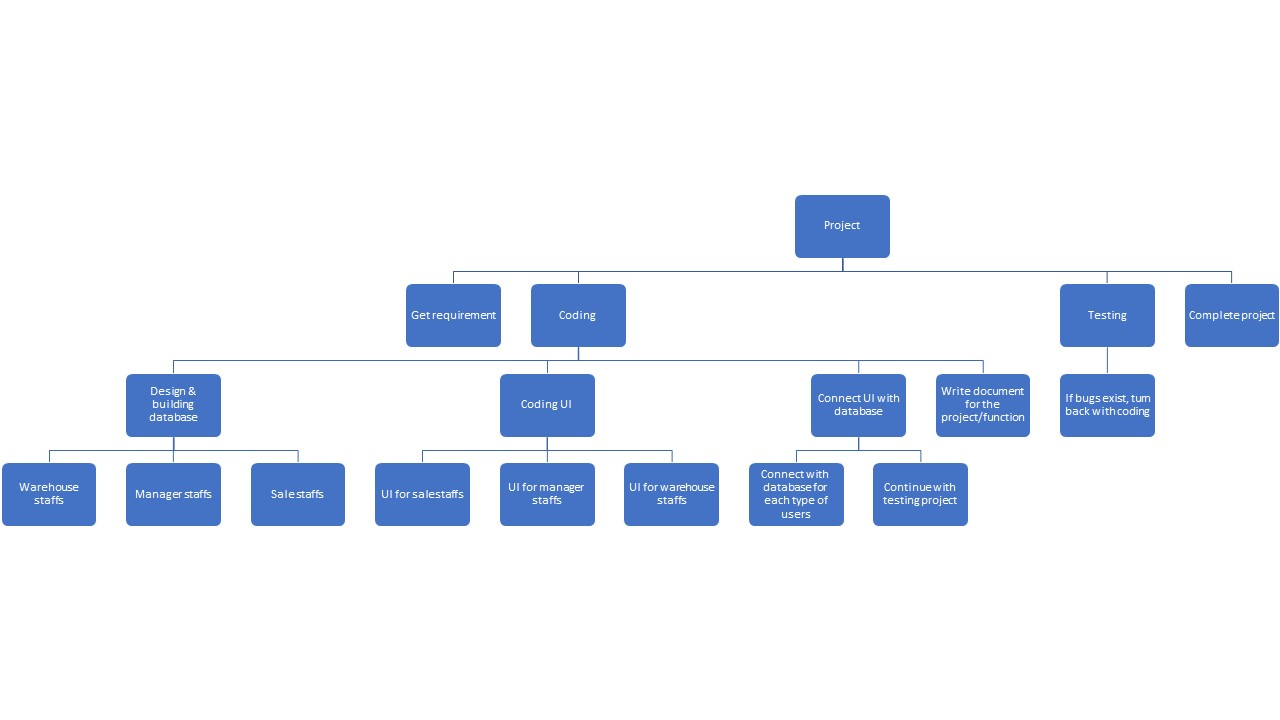 Project
Get requirement
Coding
Testing
Complete project
Design &
building
database
Coding UI
Connect UI with
database
Write document
for the
project/function
If bugs exist, turn
back with coding
Warehouse
staffs
Manager staffs
Sale staffs
UI for sale staffs
UI for manager
staffs
UI for warehouse
staffs
Connect with
database for
each type of
users
Continue with
testing project